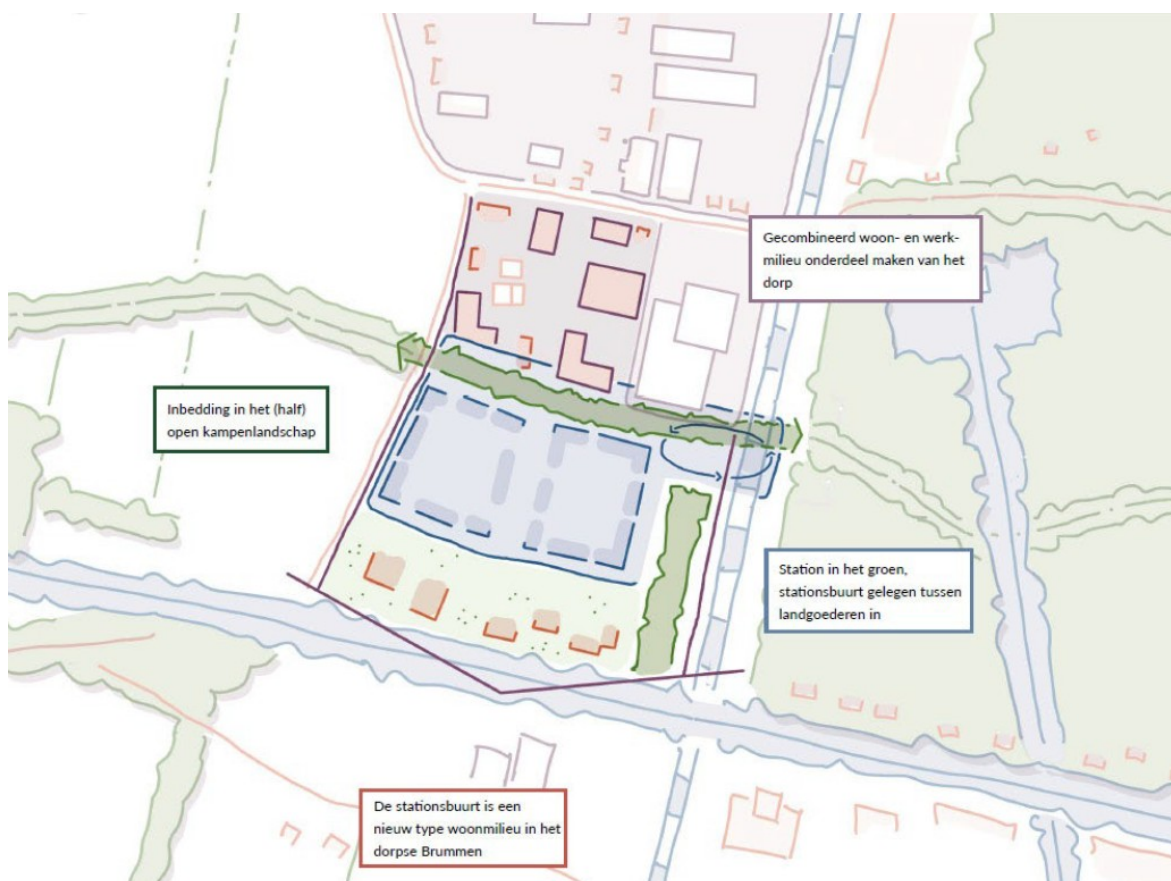 Gecombineerd woon- en werk-
milieu onderdeel maken van het
dorp
Inbedding in het (half)
open kampenlandschap
Station in het groen,
stationsbuurt gelegen tussen
landgoederen in
De stationsbuurt is een
nieuw type woonmilieu in het
dorpse Brummen